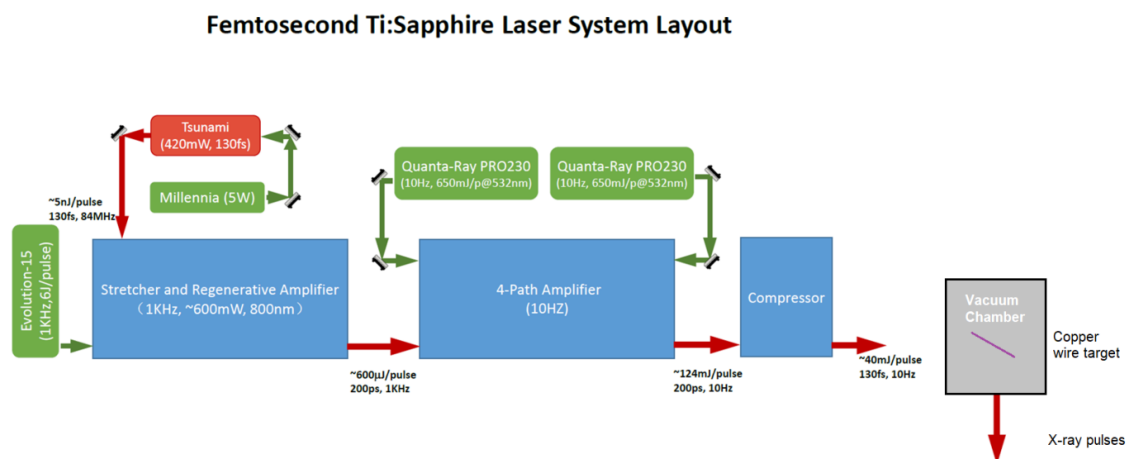 Femtosecond Ti:Sapphire Laser System Layout
Tsunami
(420mW, 130fs)
Millennia (5W)
~5nJ/pulse
130fs, 84MHz
Evolution-15
(1KHz,6J/pulse)
Stretcher and Regenerative Amplifier
(1KHz, ~600mW, 800nm)
~600μJ/pulse
200ps, 1KHz
Quanta-Ray PRO230
(10Hz, 650mJ/p@532nm)
Quanta-Ray PRO230
(10Hz, 650mJ/p@532nm)
4-Path Amplifier
(10HZ)
~124mJ/pulse
200ps, 10Hz
Compressor
~40mJ/pulse
130fs, 10Hz
Vacuum
Chamber
Copper
wire target
X-ray pulses